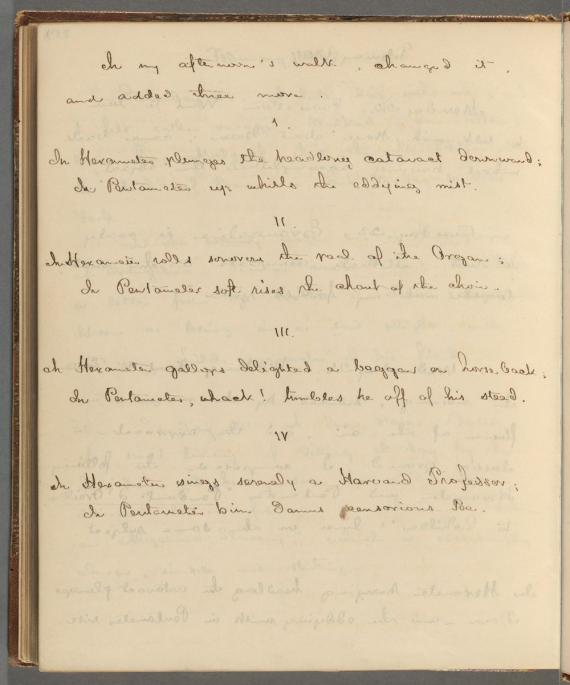 In my afternoon's walk, changed it,
and added three more.
I
In Hexameter plunges the headlong cataract downward;
In Pentameter up whirls the eddying mist.
II
In Hexameter rolls sonorous the peal of the Organ;
In Pentameter soft rises the chant of the choir.
III.
In Hexameter gallops delighted a beggar on horse-back;
In Pentameter, whack! tumbles he off of his steed.
IV
In Hexameter sings serenely a Harvard Professor;
In Pentameter him damns censorious Poe.